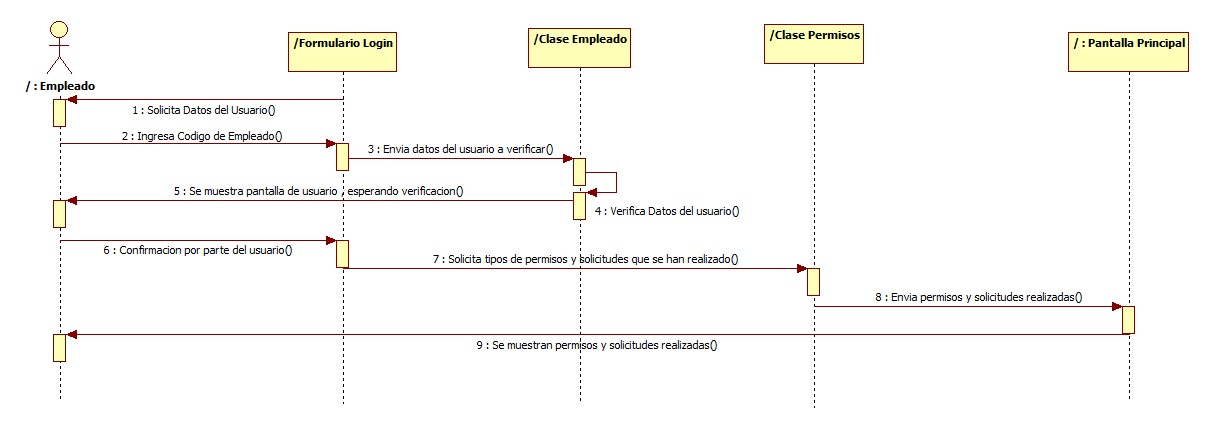 / : Empleado
/Formulario Login
/Clase Empleado
/Clase Permisos
/ : Pantalla Principal
1 : Solicita Datos del Usuario()
2 : Ingresa Codigo de Empleado()
3 : Envia datos del usuario a verificar()
5 : Se muestra pantalla de usuario , esperando verificacion()
4 : Verifica Datos del usuario()
6 : Confirmacion por parte del usuario()
7 : Solicita tipos de permisos y solicitudes que se han realizado()
8 : Envia permisos y solicitudes realizadas()
9 : Se muestran permisos y solicitudes realizadas()